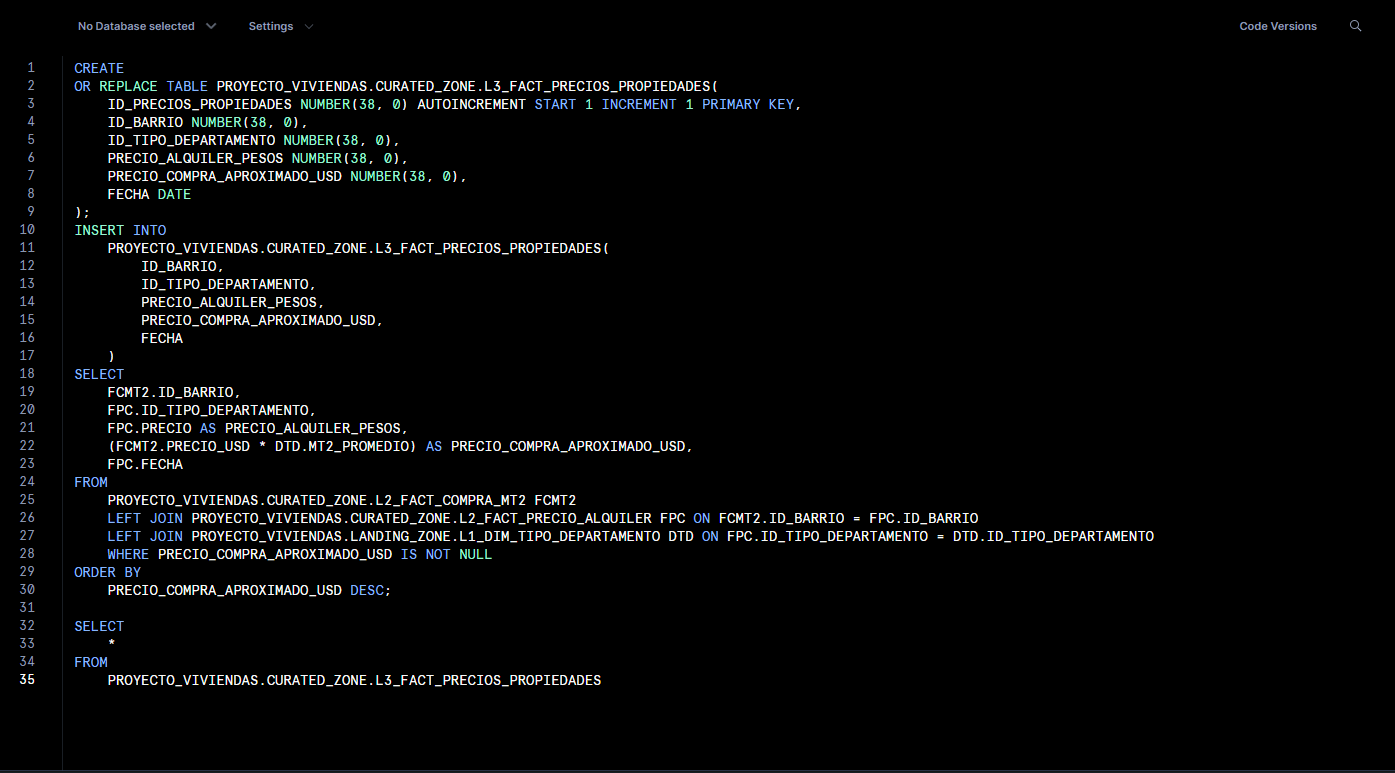 No Database selected Settings Code Versions
1 CREATE
2 OR REPLACE TABLE PROYECTO_VIVIENDAS.CURATED_ZONE.L3_FACT_PRECIOS_PROPIEDADES(
3 ID_PRECIOS_PROPIEDADES NUMBER(38, 0) AUTOINCREMENT START 1 INCREMENT 1 PRIMARY KEY,
4 ID_BARRIO NUMBER(38, 0),
5 ID_TIPO_DEPARTAMENTO NUMBER(38, 0),
6 PRECIO_ALQUILER_PESOS NUMBER(38, 0),
7 PRECIO_COMPRA_APROXIMADO_USD NUMBER(38, 0),
8 FECHA DATE
9 );
10 INSERT INTO
11 PROYECTO_VIVIENDAS.CURATED_ZONE.L3_FACT_PRECIOS_PROPIEDADES(
12 ID_BARRIO,
13 ID_TIPO_DEPARTAMENTO,
14 PRECIO_ALQUILER_PESOS,
15 PRECIO_COMPRA_APROXIMADO_USD,
16 FECHA
17 )
18 SELECT
19 FCMT2.ID_BARRIO,
20 FPC.ID_TIPO_DEPARTAMENTO,
21 FPC.PRECIO AS PRECIO_ALQUILER_PESOS,
22 (FCMT2.PRECIO_USD * DTD.MT2_PROMEDIO) AS PRECIO_COMPRA_APROXIMADO_USD,
23 FPC.FECHA
24 FROM
25 PROYECTO_VIVIENDAS.CURATED_ZONE.L2_FACT_COMPRA_MT2 FCMT2
26 LEFT JOIN PROYECTO_VIVIENDAS.CURATED_ZONE.L2_FACT_PRECIO_ALQUILER FPC ON FCMT2.ID_BARRIO = FPC.ID_BARRIO
27 LEFT JOIN PROYECTO_VIVIENDAS.LANDING_ZONE.L1_DIM_TIPO_DEPARTAMENTO DTD ON FPC.ID_TIPO_DEPARTAMENTO = DTD.ID_TIPO_DEPARTAMENTO
28 WHERE PRECIO_COMPRA_APROXIMADO_USD IS NOT NULL
29 ORDER BY
30 PRECIO_COMPRA_APROXIMADO_USD DESC;
31
32 SELECT
33 *
34 FROM
35 PROYECTO_VIVIENDAS.CURATED_ZONE.L3_FACT_PRECIOS_PROPIEDADES